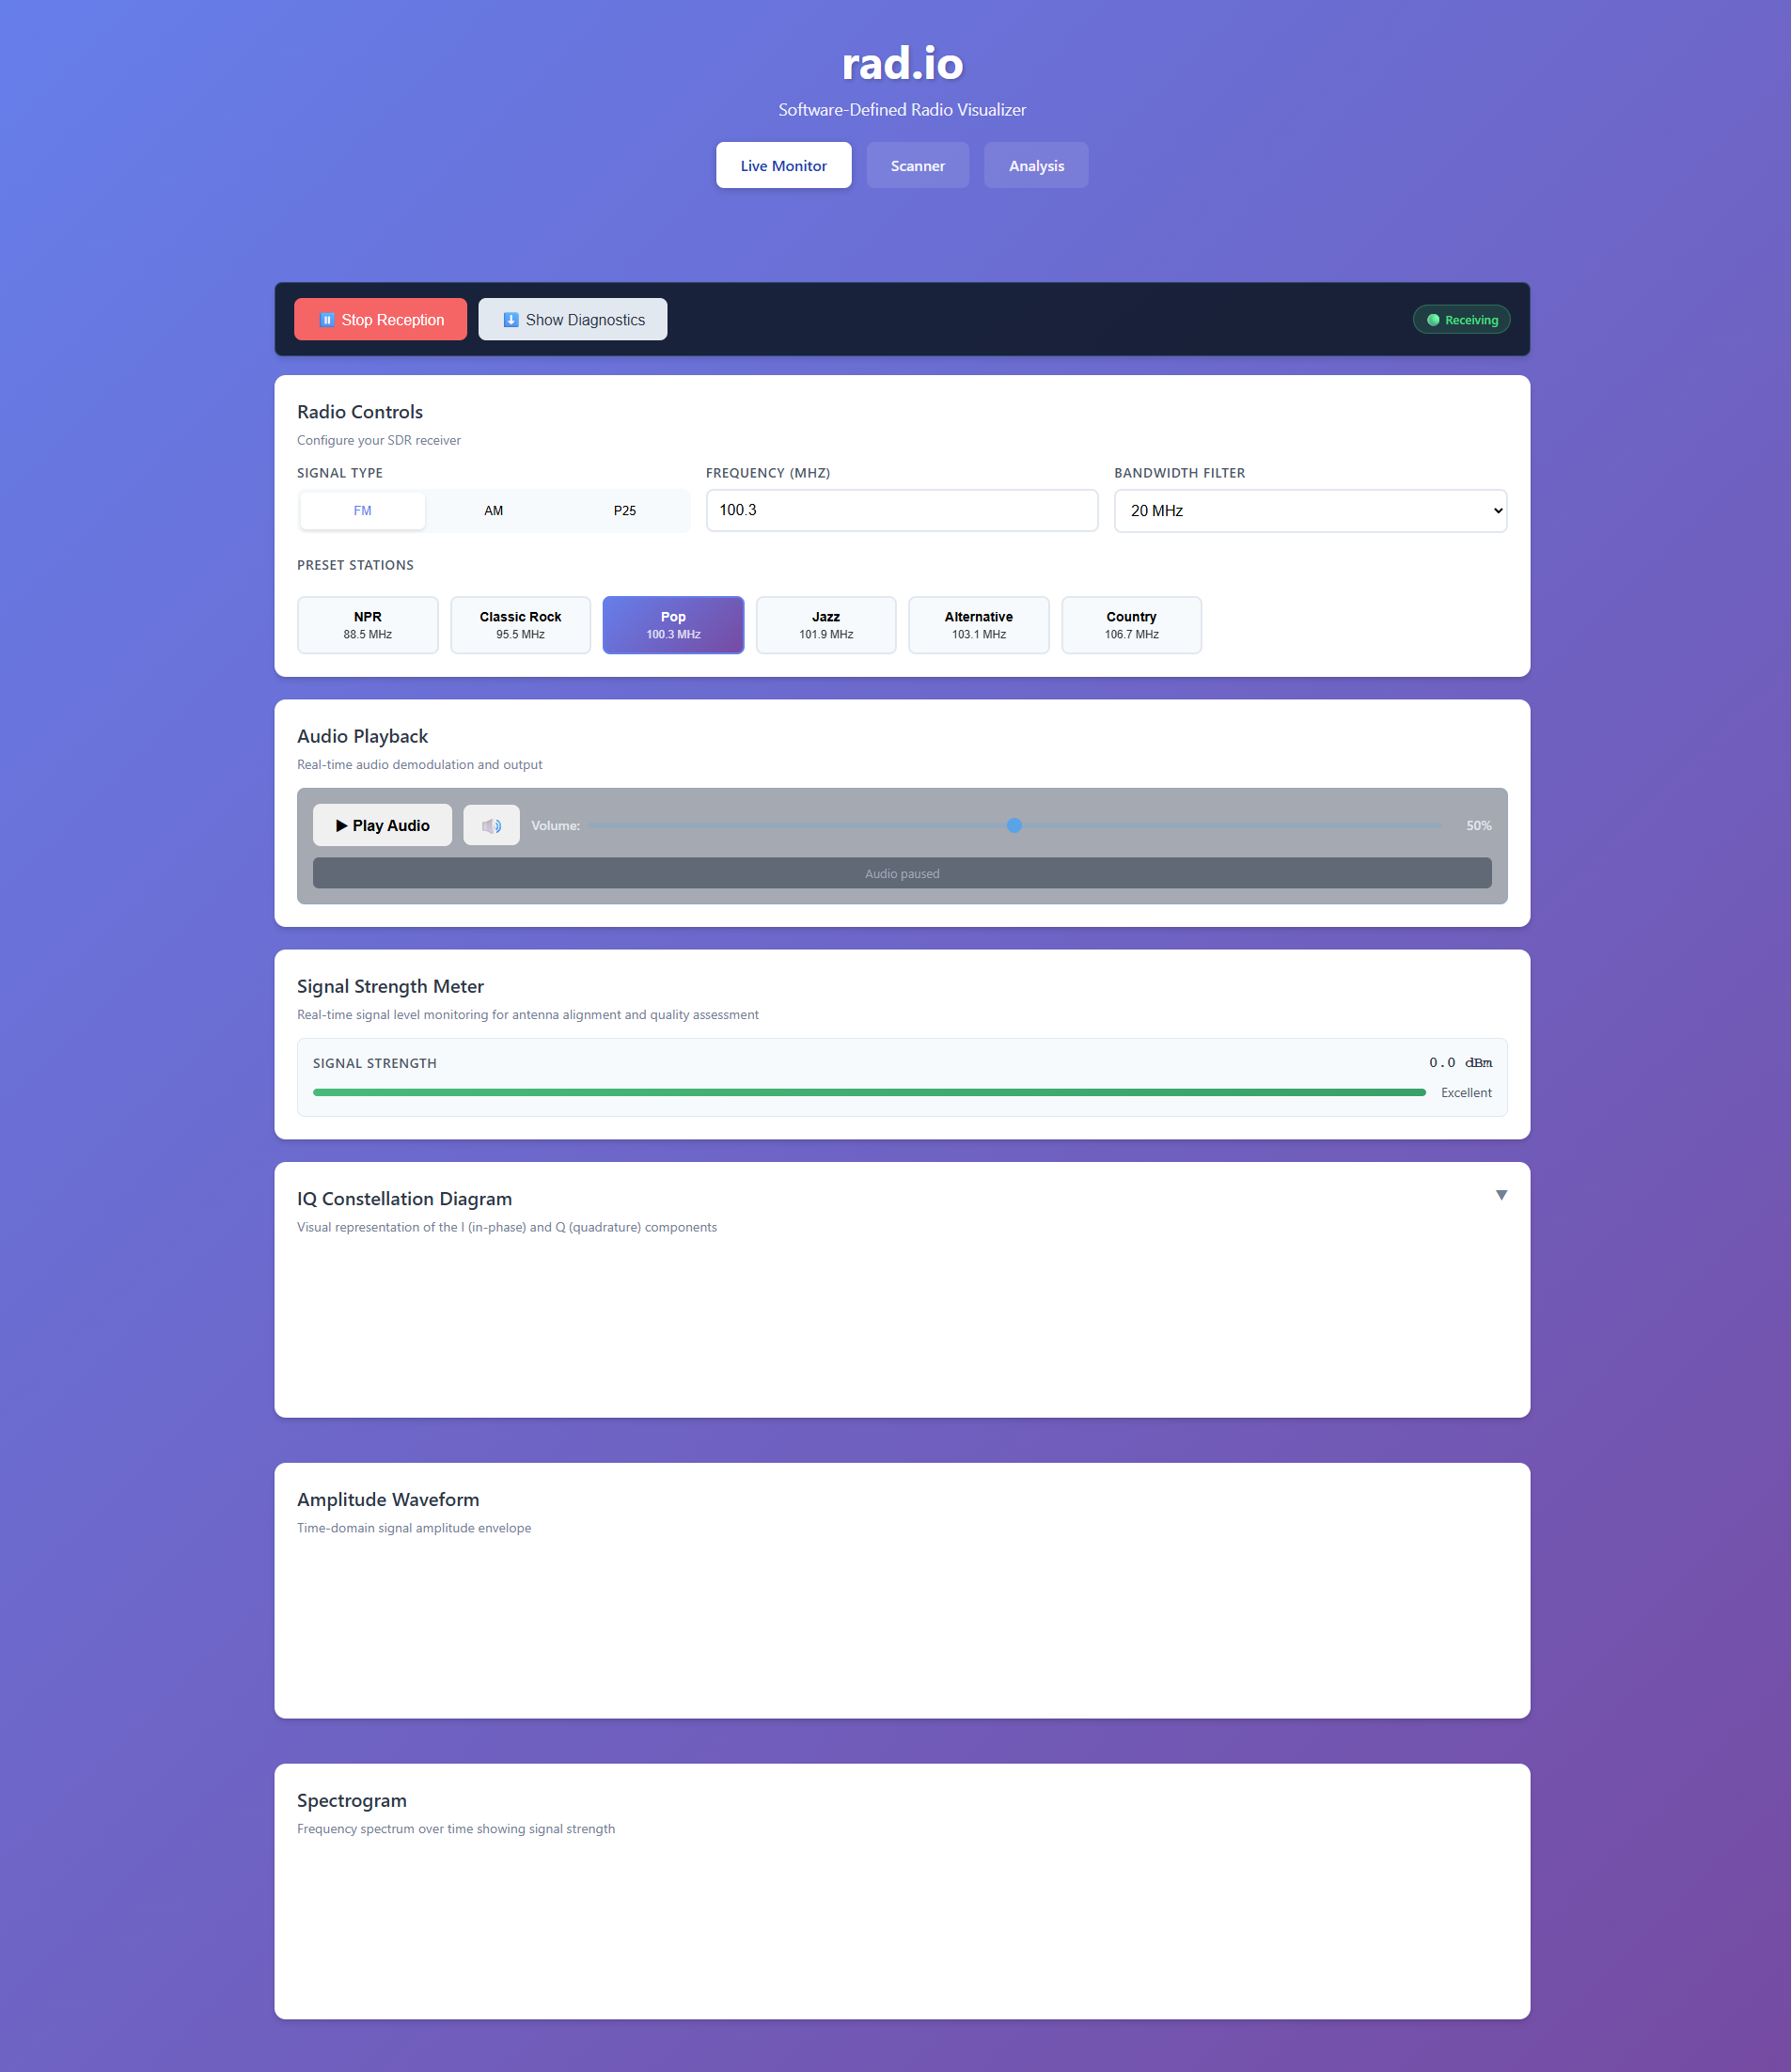 rad.io
Software-Defined Radio Visualizer
Live Monitor
Scanner
Analysis
Stop Reception
Show Diagnostics
Receiving
Radio Controls
Configure your SDR receiver
SIGNAL TYPE
FM
AM
P25
FREQUENCY (MHZ)
100.3
BANDWIDTH FILTER
20 MHz
PRESET STATIONS
NPR
88.5 MHz
Classic Rock
95.5 MHz
Pop
100.3 MHz
Jazz
101.9 MHz
Alternative
103.1 MHz
Country
106.7 MHz
Audio Playback
Real-time audio demodulation and output
▶ Play Audio
Volume:
50%
Audio paused
Signal Strength Meter
Real-time signal level monitoring for antenna alignment and quality assessment
SIGNAL STRENGTH
0.0 dBm
Excellent
IQ Constellation Diagram
Visual representation of the I (in-phase) and Q (quadrature) components
Amplitude Waveform
Time-domain signal amplitude envelope
Spectrogram
Frequency spectrum over time showing signal strength